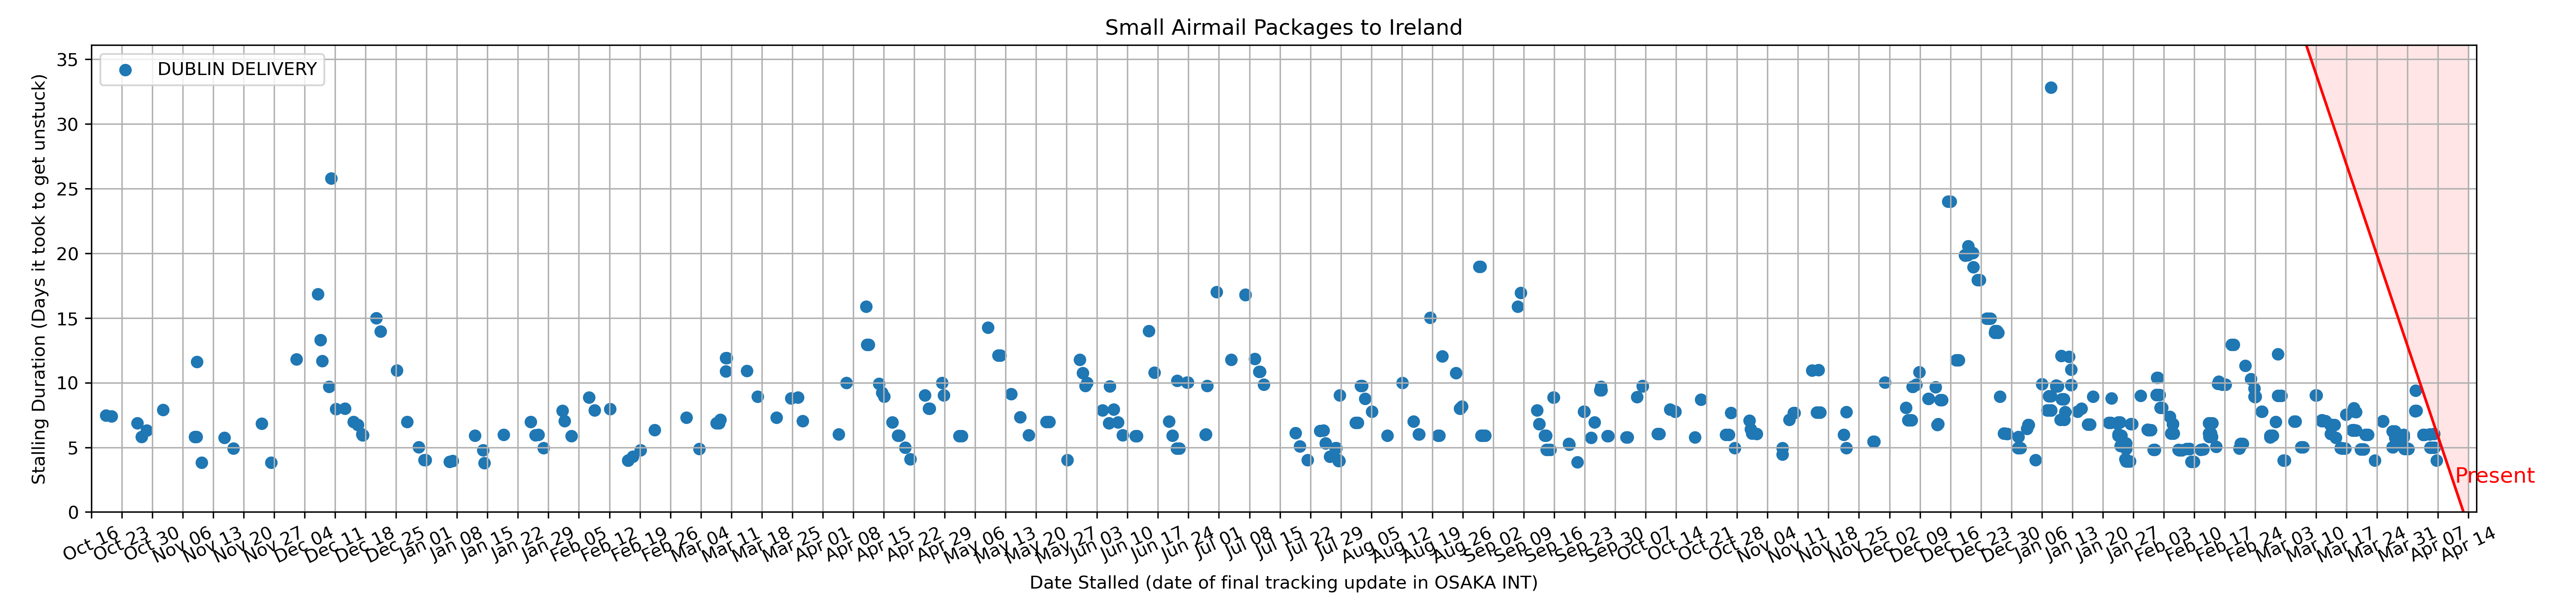 Small Airmail Packages to Ireland
DUBLIN DELIVERY
Stalling Duration (Days it took to get unstuck)
35
30
25
20
15
10
5
0
Present
Oct 16
Oct 23
Oct 30
Nov 06
Nov 13
Nov 20
Nov 27
Dec 04
Dec 11
Dec 18
Dec 25
Jan 01
Jan 08
Jan 15
Jan 22
Jan 29
Feb 05
Feb 12
Feb 19
Feb 26
Mar 04
Mar 11
Mar 18
Mar 25
Apr 01
Apr 08
Apr 15
Apr 22
Apr 29
May 06
May 13
May 20
May 27
Jun 03
Jun 10
Jun 17
Jun 24
Jul 01
Jul 08
Jul 15
Jul 22
Jul 29
Aug 05
Aug 12
Aug 19
Aug 26
Sep 02
Sep 09
Sep 16
Sep 23
Sep 30
Oct 07
Oct 14
Oct 21
Oct 28
Nov 04
Nov 11
Nov 18
Nov 25
Dec 02
Dec 09
Dec 16
Dec 23
Dec 30
Jan 06
Jan 13
Jan 20
Jan 27
Feb 03
Feb 10
Feb 17
Feb 24
Mar 03
Mar 10
Mar 17
Mar 24
Mar 31
Apr 07
Apr 14
Date Stalled (date of final tracking update in OSAKA INT)